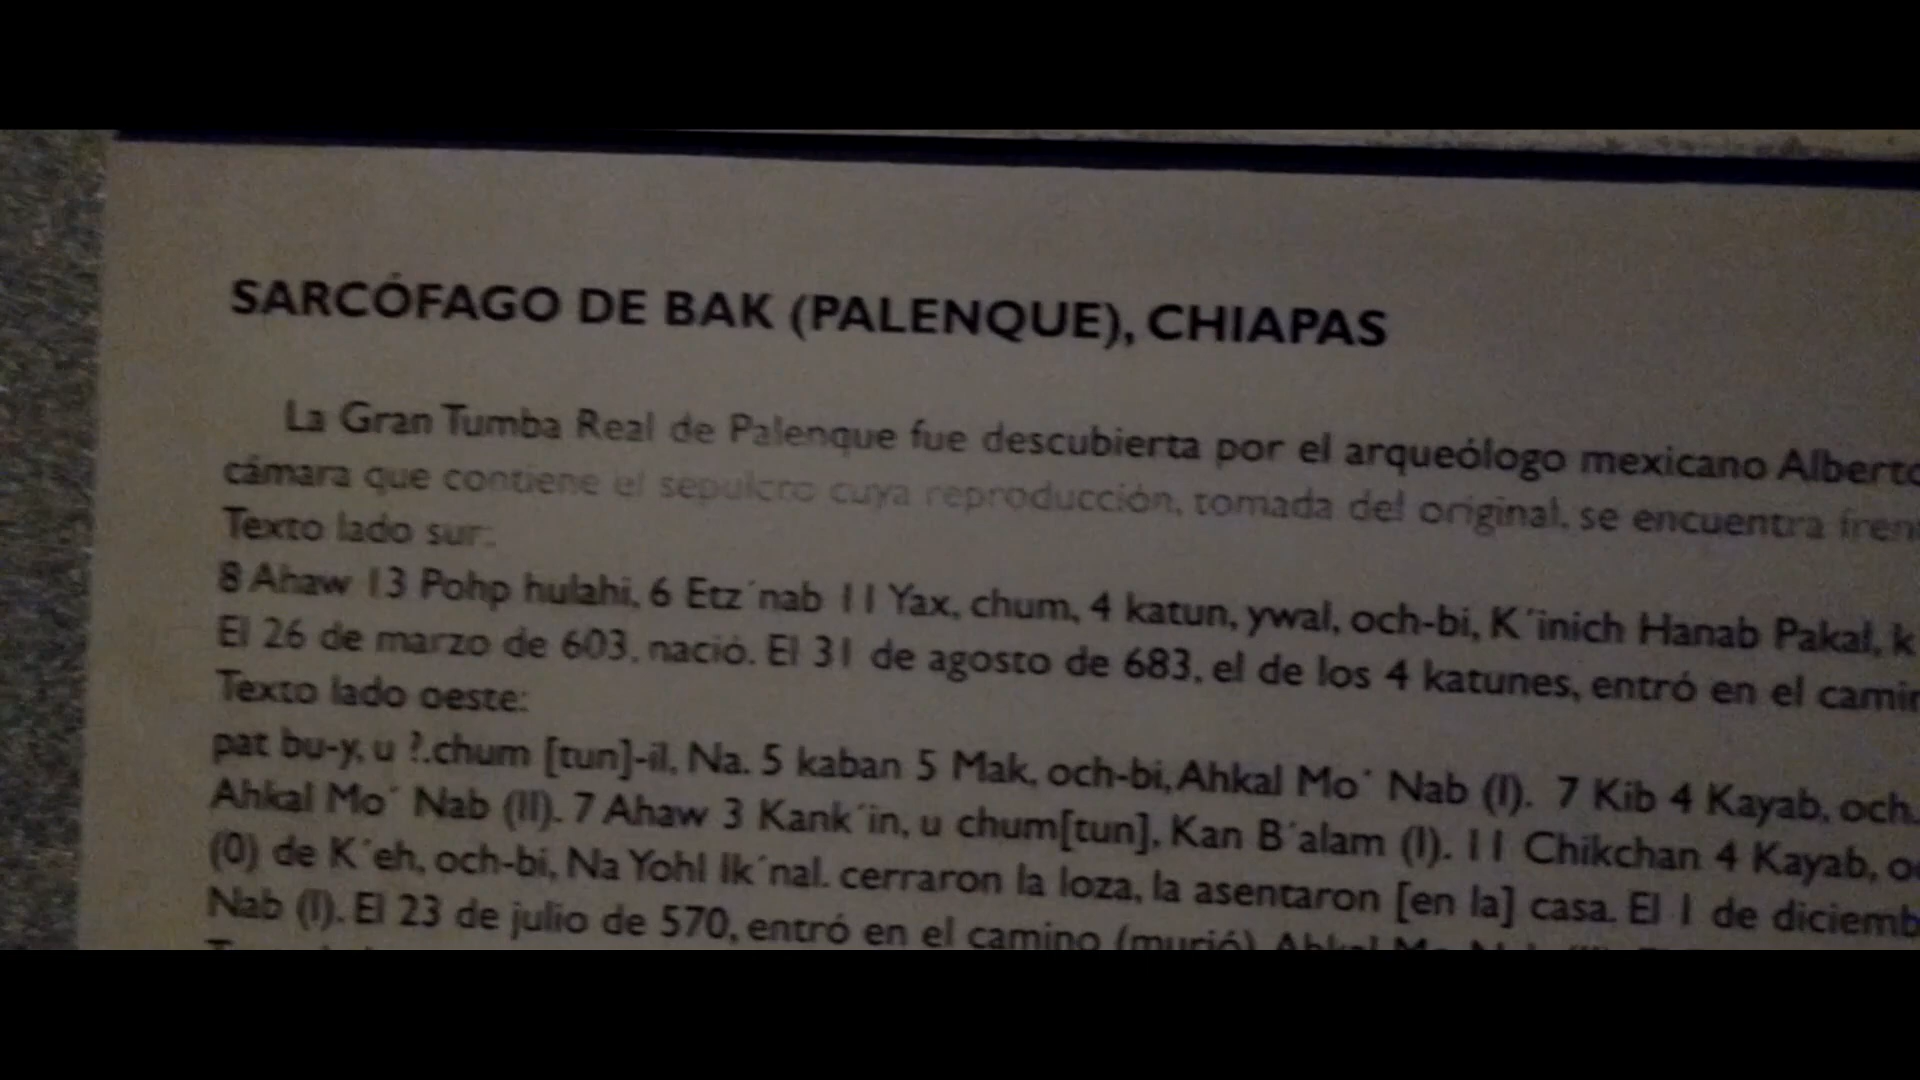 SARCÓFAGO DE BAK (PALENQUE), CHIAPAS
La Gran Tumba Real de Palenque fue descubierta por el arqueólogo mexicano Alberto
cámara que contiene el sepulcro cuya reproducción, tomada del original, se encuentra
Texto lado sur:
8 Ahaw 13 Pohp hulahi, 6 Etz´nab 11 Yax, chum, 4 katun, ywal, och-bi, K´inich Hanab Pakal, k
El 26 de marzo de 603, nació. El 31 de agosto de 683, el de los 4 katunes, entró en el
Texto lado oeste:
pat bu-y, u ?.chum [tun]-il, Na. 5 kaban 5 Mak, och-bi, Ahkal Mo´ Nab (I). 7 Kib 4 Kayab, och.
Ahkal Mo´ Nab (II). 7 Ahaw 3 Kank´in, u chum[tun], Kan B´alam (I). 11 Chikchan 4 Kayab,
(0) de K´eh, och-bi, Na Yohl Ik´nal. cerraron la loza, la asentaron [en la] casa. El 1 de
Nab (I). El 23 de julio de 570, entró en el camino (murió)